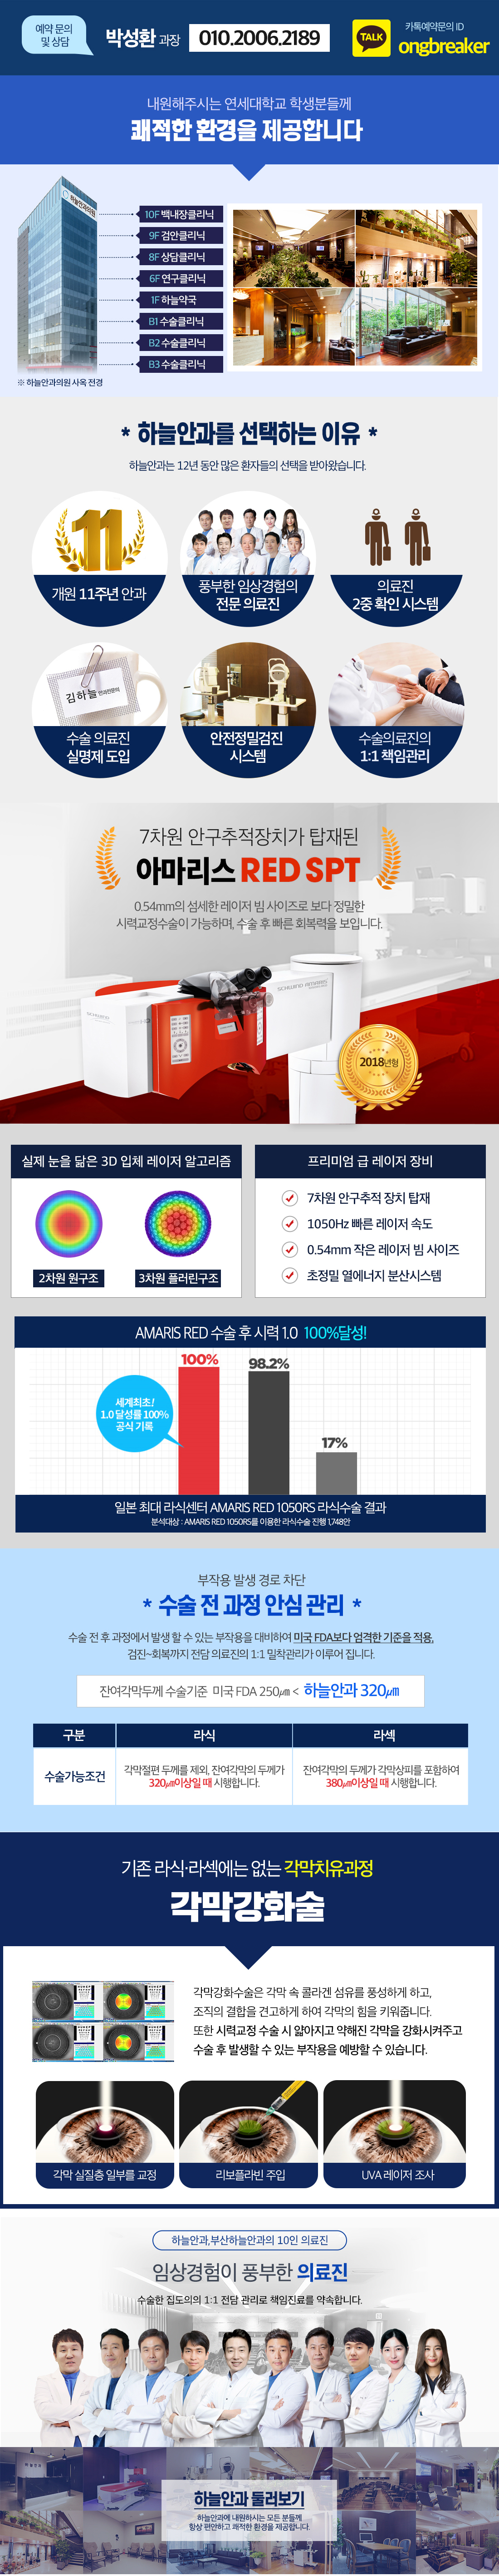 예약 문의
및 상담
박성환 과장
010.2006.2189
TALK
카톡예약문의 ID
ongbreaker
내원해주시는 연세대학교 학생분들께
쾌적한 환경을 제공합니다
하늘안과의원
10F 백내장클리닉
9F 검안클리닉
8F 상담클리닉
6F 연구클리닉
1F 하늘약국
B1 수술클리닉
B2 수술클리닉
B3 수술클리닉
※ 하늘안과의원 사옥 전경
* 하늘안과를 선택하는 이유 *
하늘안과는 12년 동안 많은 환자들의 선택을 받아왔습니다.
11
개원 11주년 안과
풍부한 임상경험의
전문 의료진
의료진
2중 확인 시스템
김하늘 안과전문의
수술 의료진
실명제 도입
안전정밀검진
시스템
수술의료진의
1:1 책임관리
7차원 안구추적장치가 탑재된
아마리스 RED SPT
0.54mm의 섬세한 레이저 빔 사이즈로 보다 정밀한
시력교정수술이 가능하며, 수술 후 빠른 회복력을 보입니다.
SCHWIND AMARIS
2018년형
실제 눈을 닮은 3D 입체 레이저 알고리즘
2차원 원구조
3차원 플러린구조
프리미엄 급 레이저 장비
7차원 안구추적 장치 탑재
1050Hz 빠른 레이저 속도
0.54mm 작은 레이저 빔 사이즈
초정밀 열에너지 분산시스템
AMARIS RED 수술 후 시력 1.0 100%달성!
세계최초!
1.0 달성률 100%
공식 기록
100%
98.2%
17%
일본 최대 라식센터 AMARIS RED 1050RS 라식수술 결과
분석대상 : AMARIS RED 1050RS를 이용한 라식수술 진행 1,748안
부작용 발생 경로 차단
* 수술 전 과정 안심 관리 *
수술 전 후 과정에서 발생 할 수 있는 부작용을 대비하여 미국 FDA보다 엄격한 기준을 적용,
검진~회복까지 전담 의료진의 1:1 밀착관리가 이루어 집니다.
잔여각막두께 수술기준 미국 FDA 250㎛ < 하늘안과 320㎛
구분
라식
라섹
수술가능조건
각막절편 두께를 제외, 잔여각막의 두께가
320㎛이상일 때 시행합니다.
잔여각막의 두께가 각막상피를 포함하여
380㎛이상일 때 시행합니다.
기존 라식·라섹에는 없는 각막치유과정
각막강화술
각막강화수술은 각막 속 콜라겐 섬유를 풍성하게 하고,
조직의 결합을 견고하게 하여 각막의 힘을 키워줍니다.
또한 시력교정 수술 시 얇아지고 약해진 각막을 강화시켜주고
수술 후 발생할 수 있는 부작용을 예방할 수 있습니다.
각막 실질층 일부를 교정
리보플라빈 주입
UVA 레이저 조사
하늘안과,부산하늘안과의 10인 의료진
임상경험이 풍부한 의료진
수술한 집도의의 1:1 전담 관리로 책임진료를 약속합니다.
하늘안과 둘러보기
하늘안과에 내원하시는 모든 분들께
항상 편안하고 쾌적한 환경을 제공합니다.